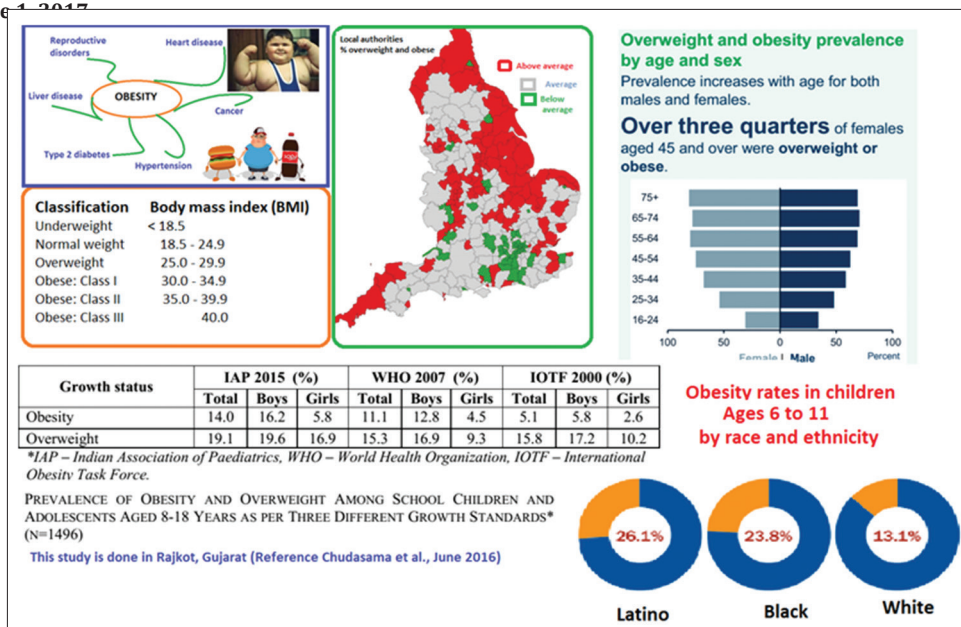 e 1, 2017
Reproductive
disorders
Heart disease
Liver disease
OBESITY
Cancer
Type 2 diabetes
Hypertension
Local authorities
% overweight and obese
Above average
Average
Below
average
Overweight and obesity prevalence
by age and sex
Prevalence increases with age for both
males and females.
Over three quarters of females
aged 45 and over were overweight or
obese.
75+
65-74
55-64
45-54
35-44
25-34
16-24
100 50 0 50 100
Female | Male Percent
Classification Body mass index (BMI)
Underweight < 18.5
Normal weight 18.5 - 24.9
Overweight 25.0 - 29.9
Obese: Class I 30.0 - 34.9
Obese: Class II 35.0 - 39.9
Obese: Class III 40.0
Growth status IAP 2015 (%) WHO 2007 (%) IOTF 2000 (%)
Total Boys Girls Total Boys Girls Total Boys Girls
Obesity 14.0 16.2 5.8 11.1 12.8 4.5 5.1 5.8 2.6
Overweight 19.1 19.6 16.9 15.3 16.9 9.3 15.8 17.2 10.2
*IAP – Indian Association of Paediatrics, WHO – World Health Organization, IOTF – International
Obesity Task Force.
PREVALENCE OF OBESITY AND OVERWEIGHT AMONG SCHOOL CHILDREN AND
ADOLESCENTS AGED 8-18 YEARS AS PER THREE DIFFERENT GROWTH STANDARDS*
(N=1496)
This study is done in Rajkot, Gujarat (Reference Chudasama et al., June 2016)
Obesity rates in children
Ages 6 to 11
by race and ethnicity
26.1% 23.8% 13.1%
Latino Black White